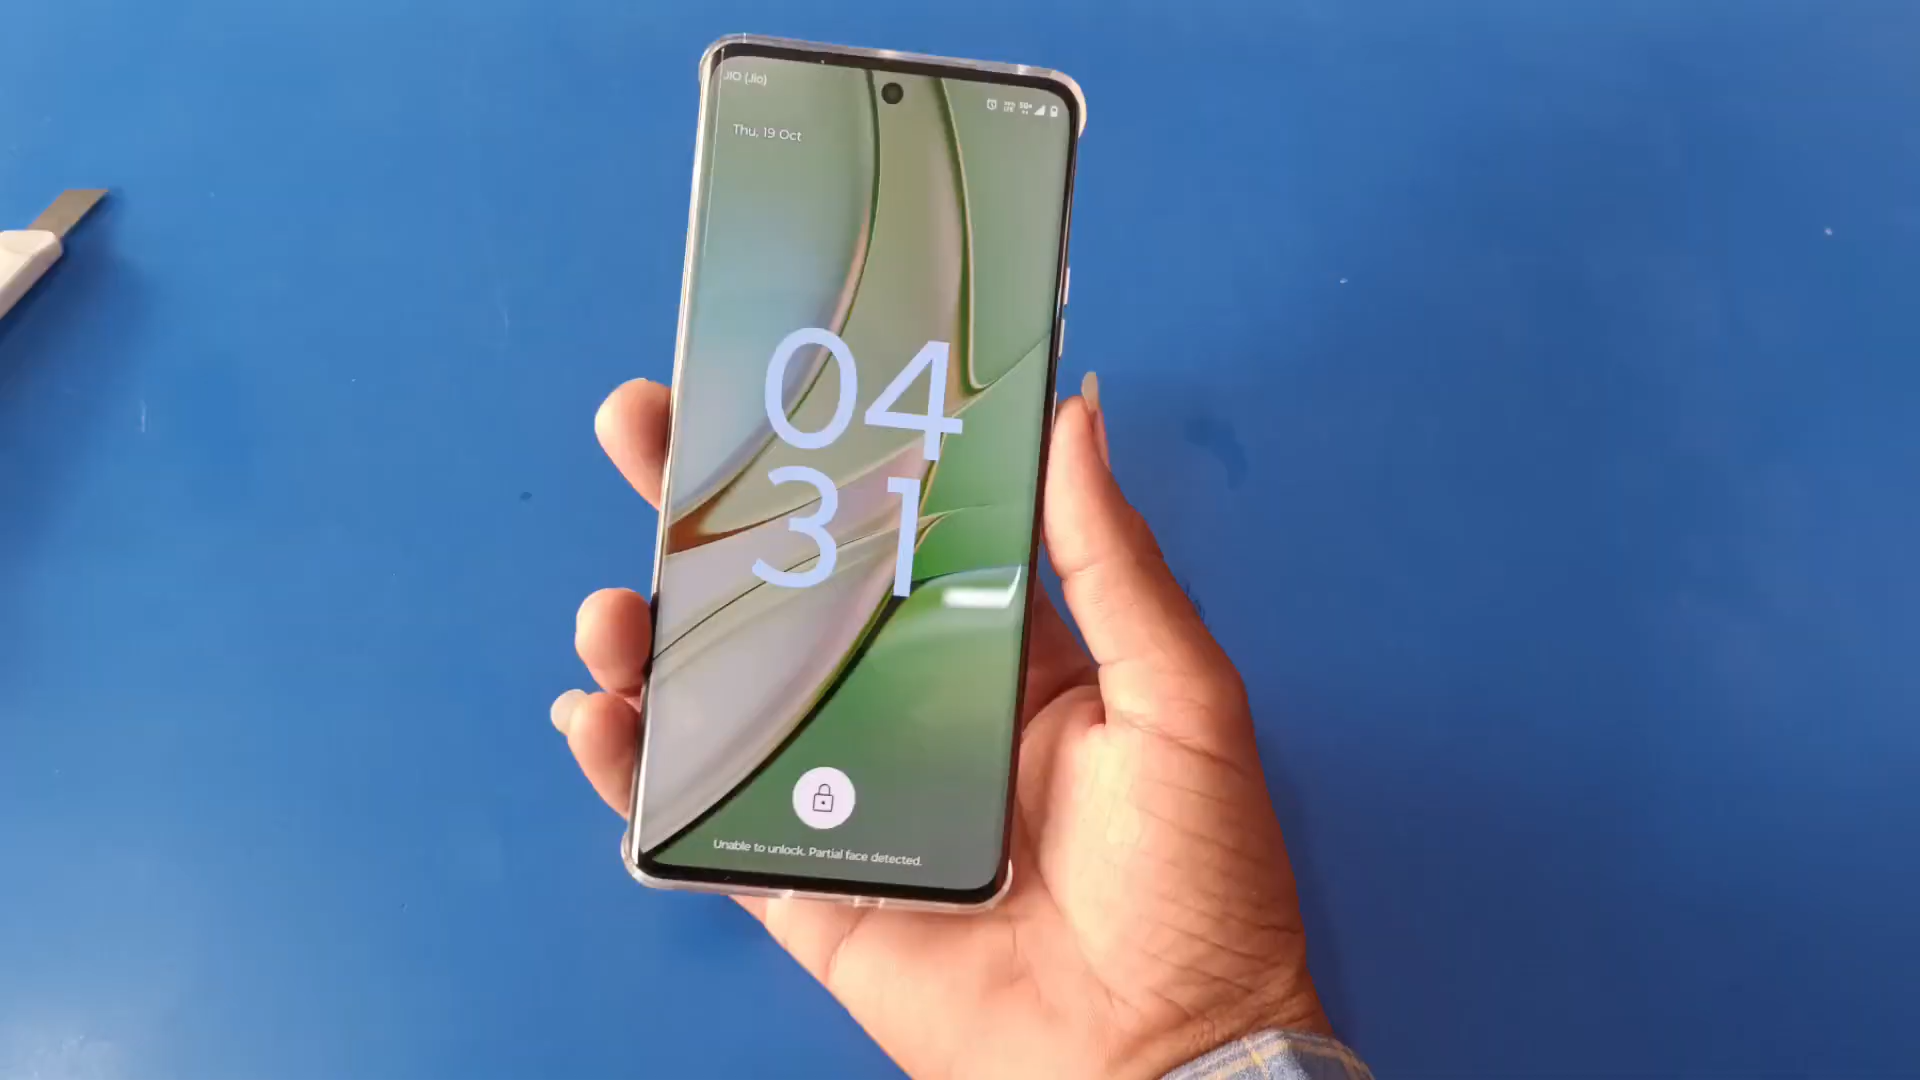 JIO (Jio)
Thu, 19 Oct
04
31
Unable to unlock. Partial face detected.